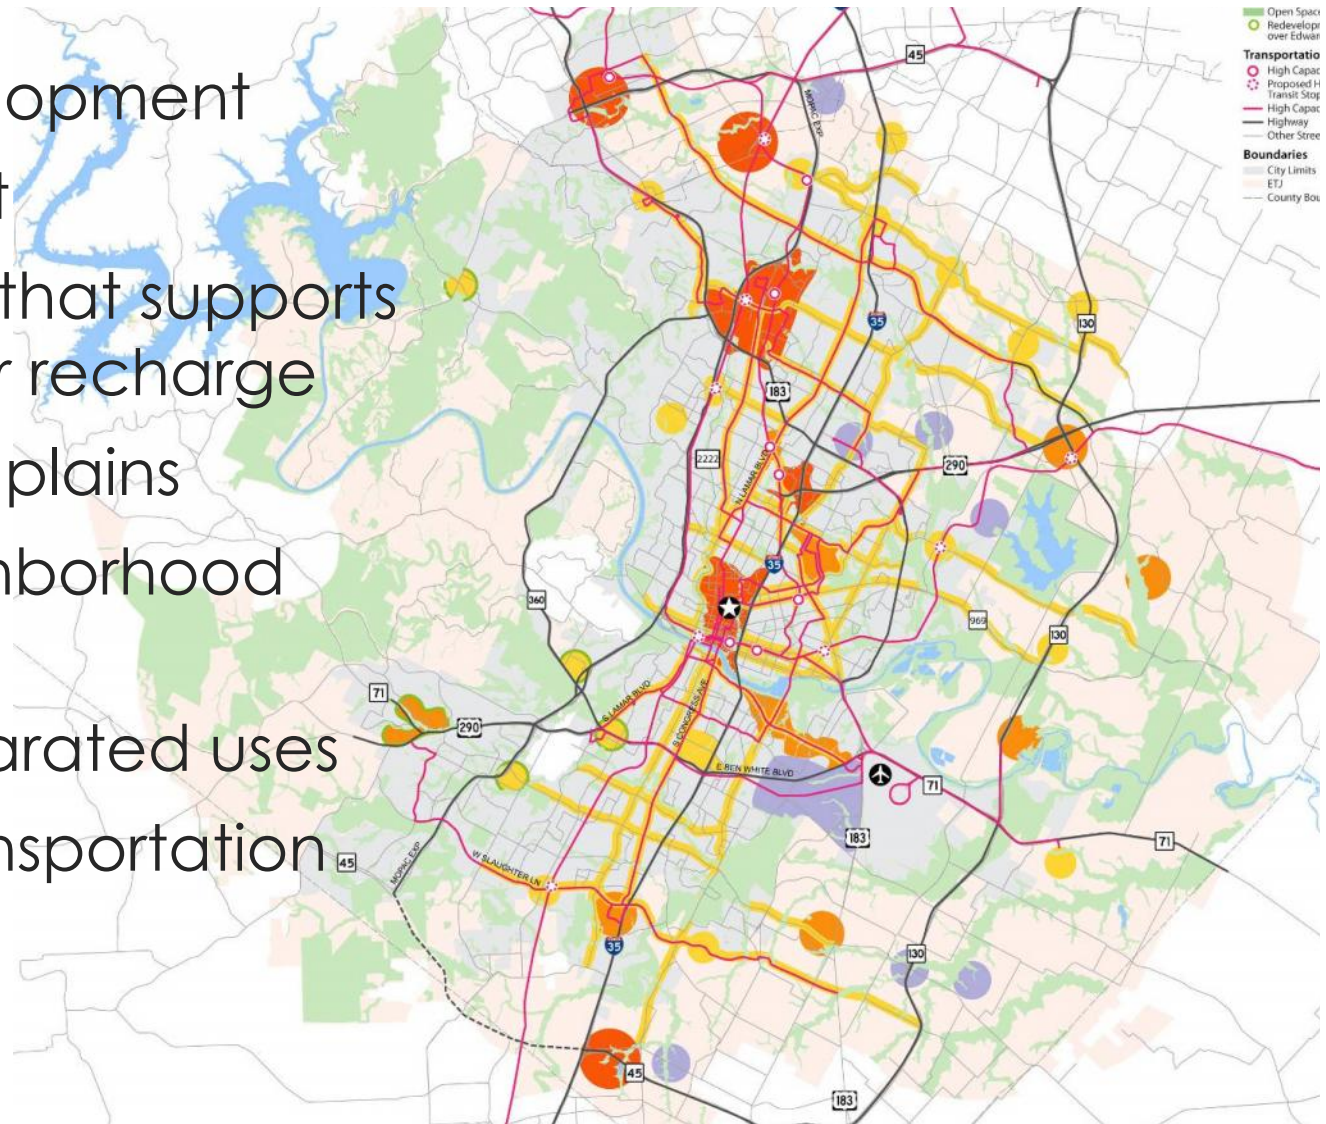 lopment
t
that supports
r recharge
plains
nborhood
arated uses
nsportation
Open Space
Redevelopm
over Edwar
Transportatio
High Capac
Proposed H
Transit Stop
High Capac
Highway
Other Stree
Boundaries
City Limits
ETJ
County Bou
45
MOPAC EXP
35
130
183
2222
N LAMAR BLVD
290
35
360
969
130
71
290
S LAMAR BLVD
S CONGRESS AVE
E BEN WHITE BLVD
71
183
71
45
MOPAC EXP
W SLAUGHTER LN
35
130
45
183